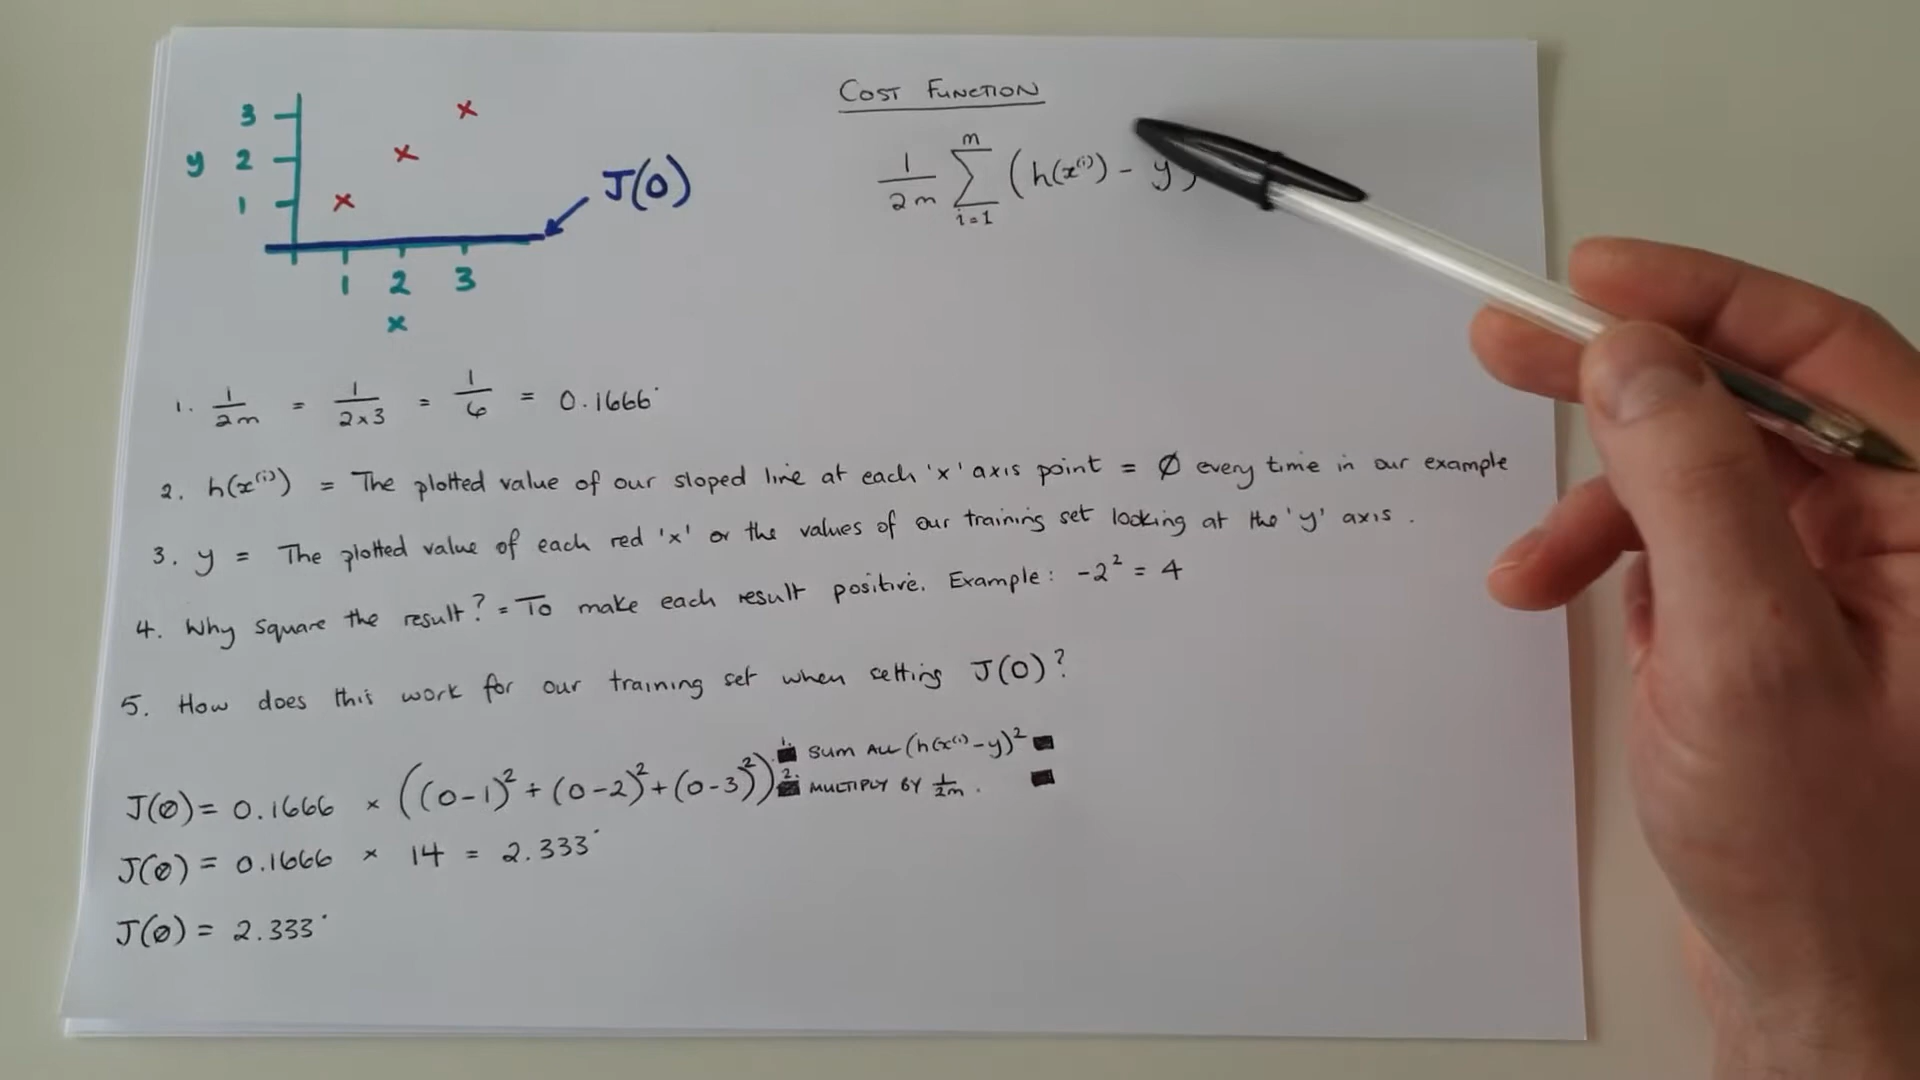 Cost Function
1/2m m Σ i=1 (h(x⁽ⁱ⁾) - y)
3
y 2
1
J(0)
1 2 3
x
1. 1/2m = 1/2x3 = 1/6 = 0.1666˙
2. h(x⁽ⁱ⁾) = The plotted value of our sloped line at each 'x' axis point = Ø every time in our example
3. y = The plotted value of each red 'x' or the values of our training set looking at the 'y' axis.
4. Why square the result? = To make each result positive. Example: -2² = 4
5. How does this work for our training set when setting J(0)?
J(Ø) = 0.1666 × ((0-1)² + (0-2)² + (0-3)²) 1. Sum all (h(x⁽ⁱ⁾ - y)²
2. Multiply by 1/2m.
J(Ø) = 0.1666 × 14 = 2.333˙
J(Ø) = 2.333˙